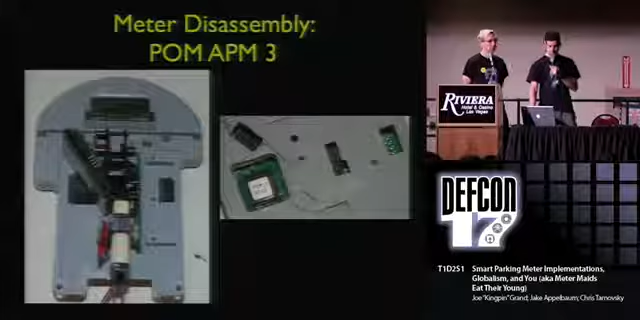 Meter Disassembly:
POM APM 3
RIVIERA
Hotel & Casino
Las Vegas
DEFCON
17
T1D2S1 Smart Parking Meter Implementations,
Globalism, and You (aka Meter Maids
Eat Their Young)
Joe "Kingpin" Grand; Jake Appelbaum; Chris Tarnovsky